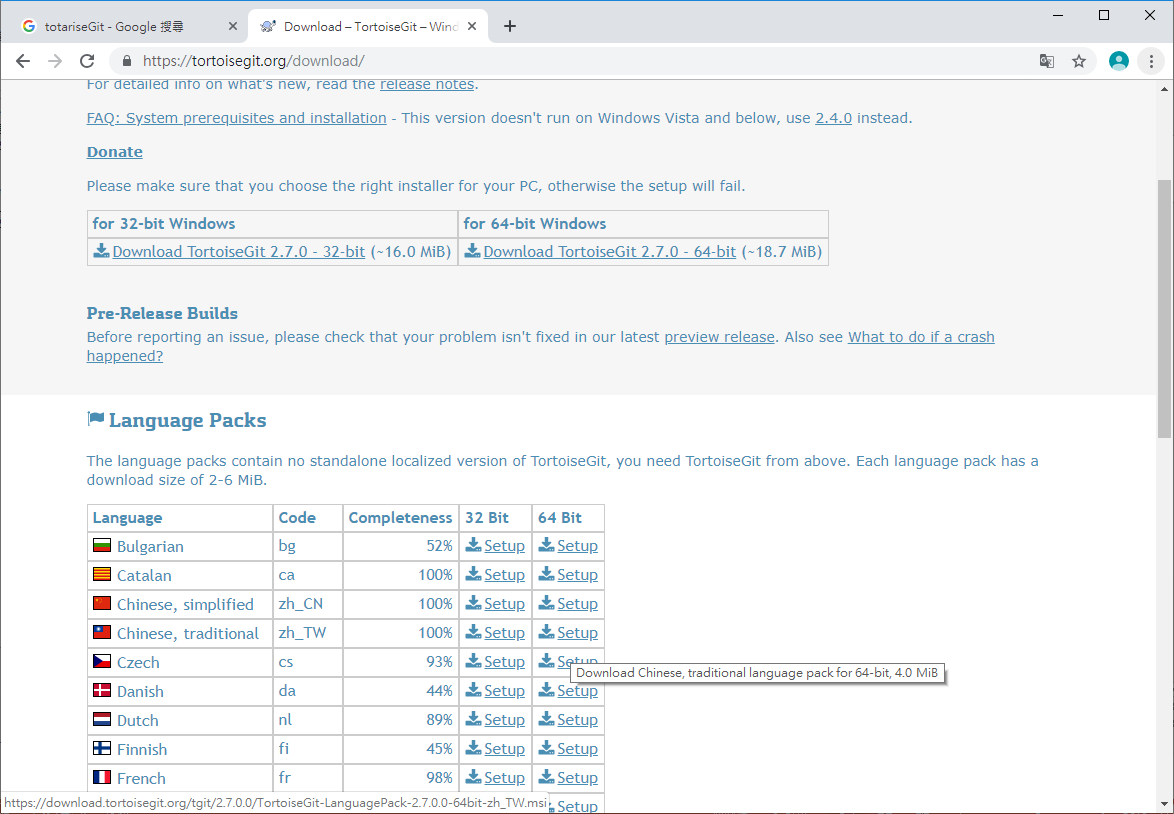 totariseGit - Google 搜尋
Download – TortoiseGit – Wind
https://tortoisegit.org/download/
For detailed info on what's new, read the release notes.
FAQ: System prerequisites and installation - This version doesn't run on Windows Vista and below, use 2.4.0 instead.
Donate
Please make sure that you choose the right installer for your PC, otherwise the setup will fail.
for 32-bit Windows for 64-bit Windows
Download TortoiseGit 2.7.0 - 32-bit (~16.0 MiB) Download TortoiseGit 2.7.0 - 64-bit (~18.7 MiB)
Pre-Release Builds
Before reporting an issue, please check that your problem isn't fixed in our latest preview release. Also see What to do if a crash
happened?
Language Packs
The language packs contain no standalone localized version of TortoiseGit, you need TortoiseGit from above. Each language pack has a
download size of 2-6 MiB.
Language Code Completeness 32 Bit 64 Bit
Bulgarian bg 52% Setup Setup
Catalan ca 100% Setup Setup
Chinese, simplified zh_CN 100% Setup Setup
Chinese, traditional zh_TW 100% Setup Setup
Czech cs 93% Setup Setup
Download Chinese, traditional language pack for 64-bit, 4.0 MiB
Danish da 44% Setup Setup
Dutch nl 89% Setup Setup
Finnish fi 45% Setup Setup
French fr 98% Setup Setup
https://download.tortoisegit.org/tgit/2.7.0.0/TortoiseGit-LanguagePack-2.7.0.0-64bit-zh_TW.msi Setup